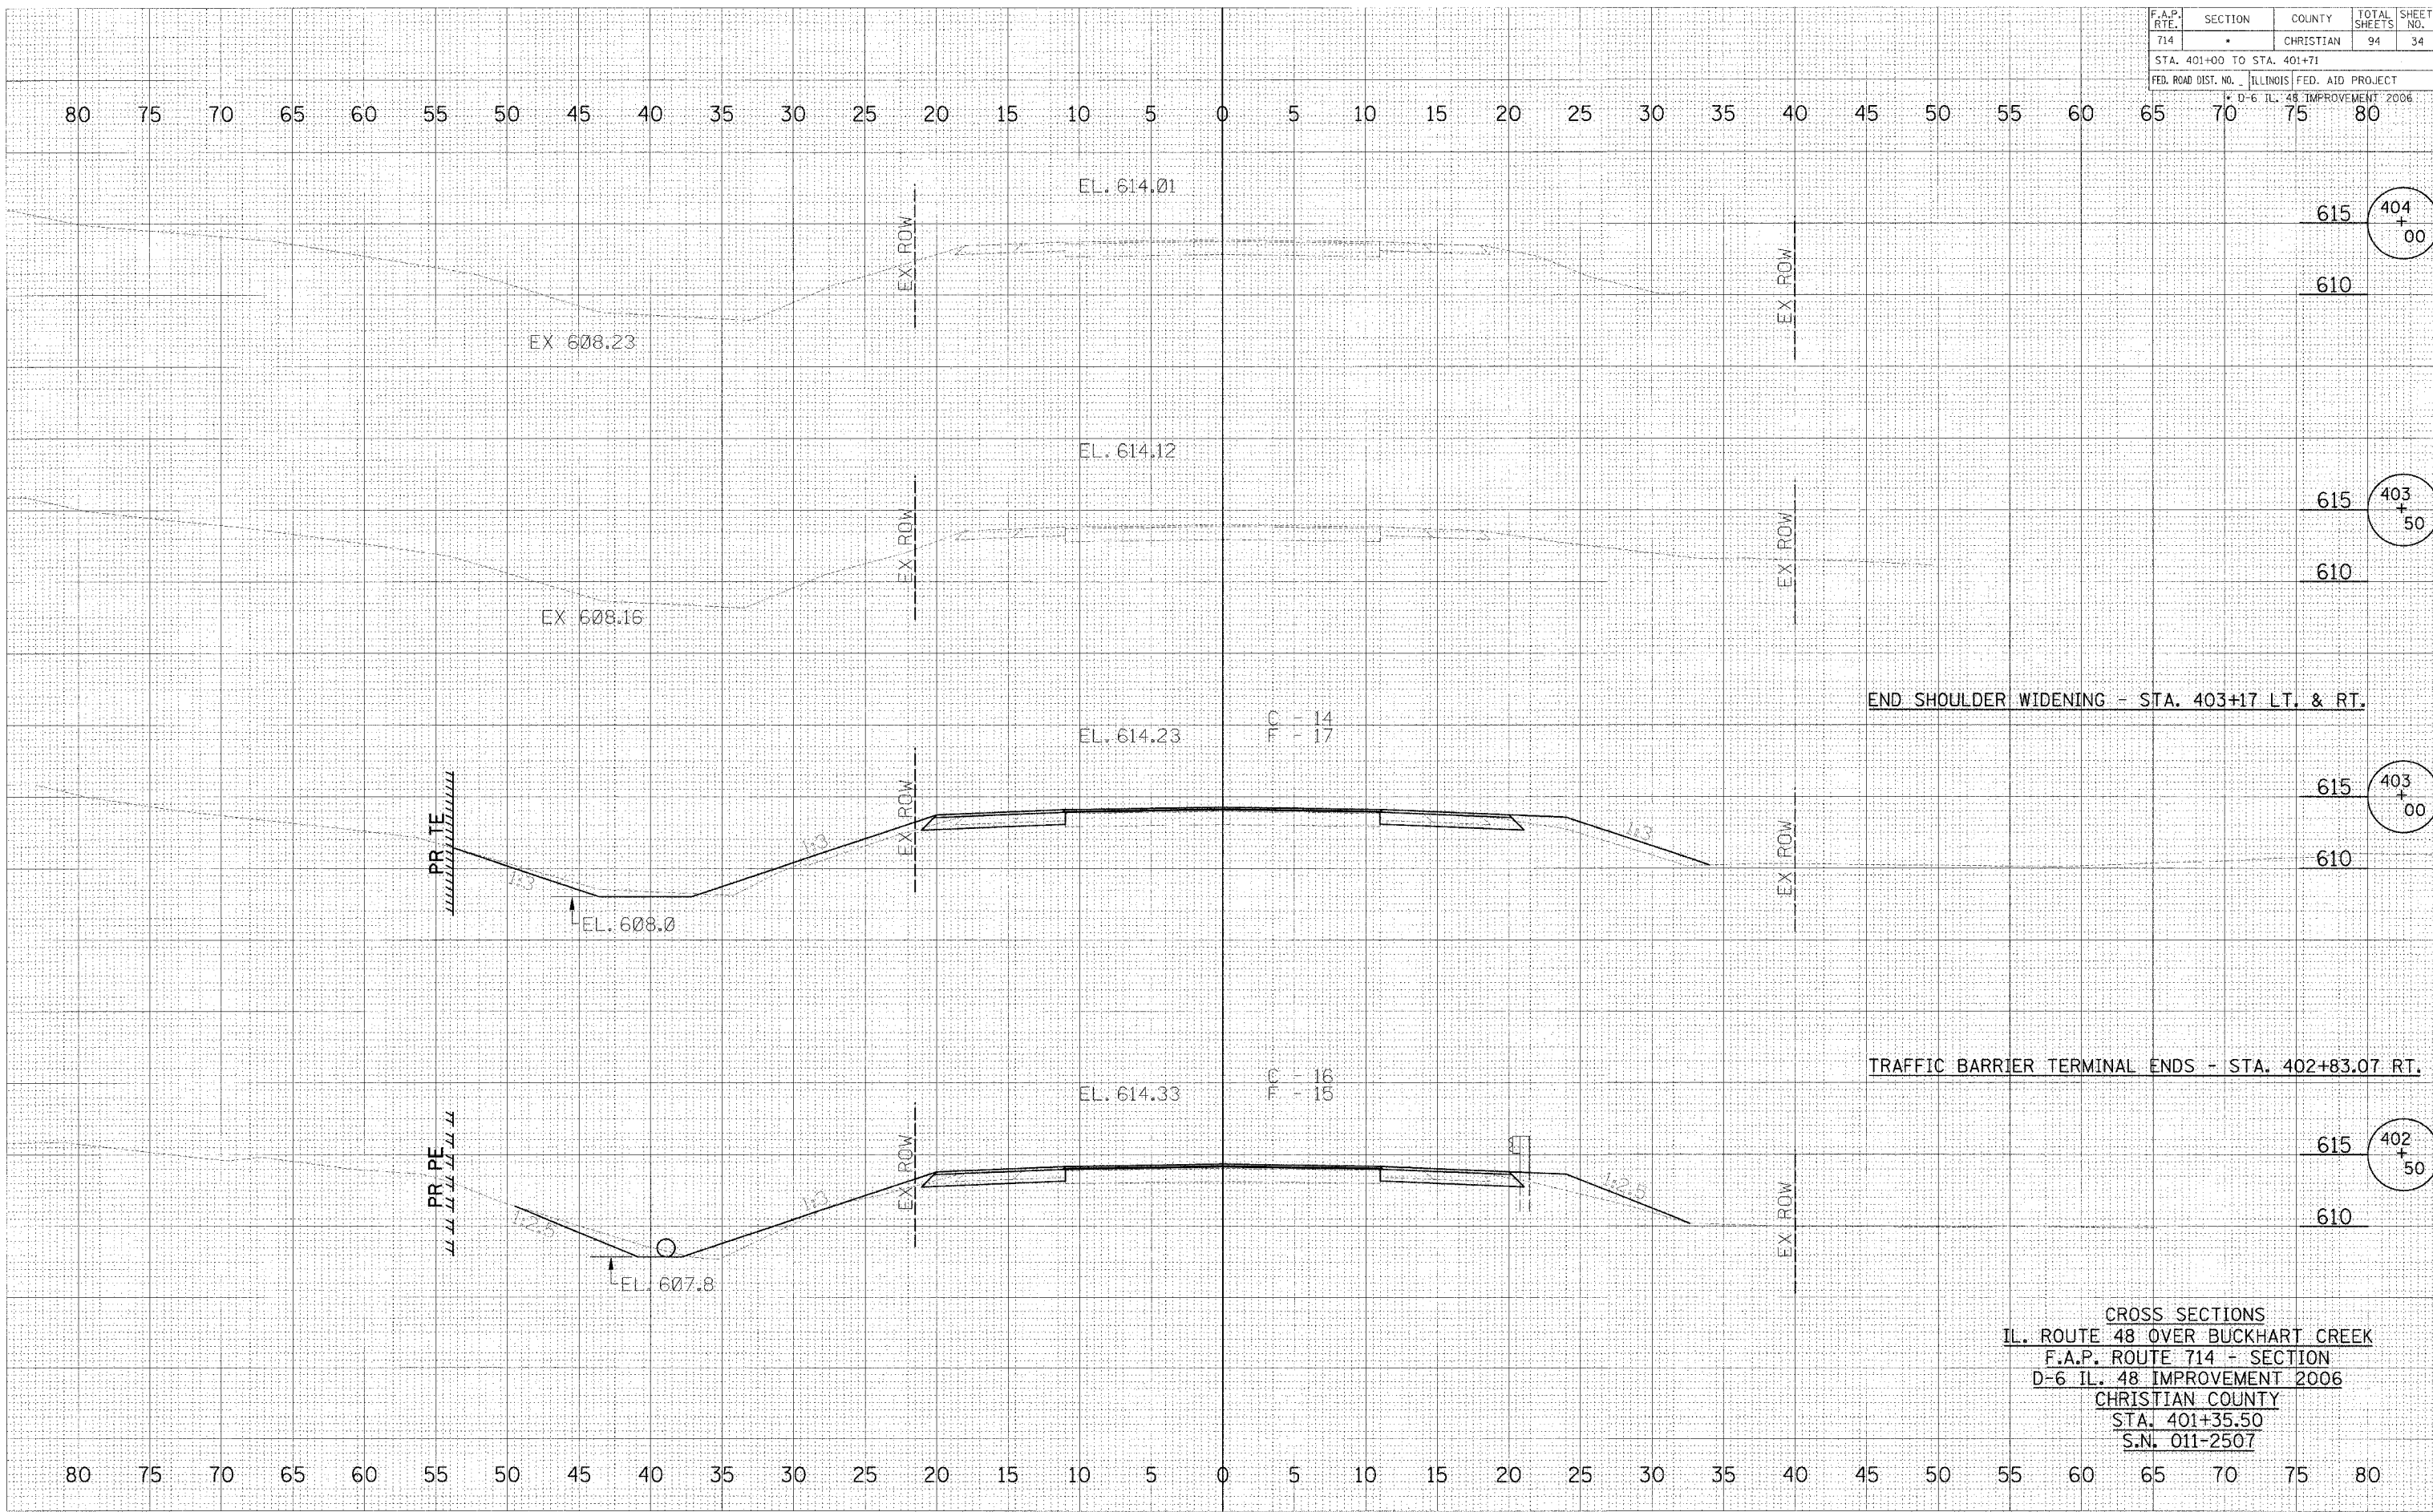 F.A.P. RTE. SECTION COUNTY TOTAL SHEETS SHEET NO.
714 * CHRISTIAN 94 34
STA. 401+00 TO STA. 401+71
FED. ROAD DIST. NO. - ILLINOIS FED. AID PROJECT
* D-6 IL. 48 IMPROVEMENT 2006
80 75 70 65 60 55 50 45 40 35 30 25 20 15 10 5 0 5 10 15 20 25 30 35 40 45 50 55 60 65 70 75 80
EL. 614.01
EX ROW
EX ROW
615
404+00
610
EX 608.23
EL. 614.12
EX ROW
EX ROW
615
403+50
610
EX 608.16
END SHOULDER WIDENING - STA. 403+17 LT. & RT.
C - 14
EL. 614.23 F - 17
PR TE
EX ROW
EX ROW
615
403+00
610
1:3
1:3
1:3
EL. 608.0
TRAFFIC BARRIER TERMINAL ENDS - STA. 402+83.07 RT.
C - 16
EL. 614.33 F - 15
PR PE
EX ROW
EX ROW
615
402+50
610
1:2.5
1:3
1:2.5
EL. 607.8
CROSS SECTIONS
IL. ROUTE 48 OVER BUCKHART CREEK
F.A.P. ROUTE 714 - SECTION
D-6 IL. 48 IMPROVEMENT 2006
CHRISTIAN COUNTY
STA. 401+35.50
S.N. 011-2507
80 75 70 65 60 55 50 45 40 35 30 25 20 15 10 5 0 5 10 15 20 25 30 35 40 45 50 55 60 65 70 75 80